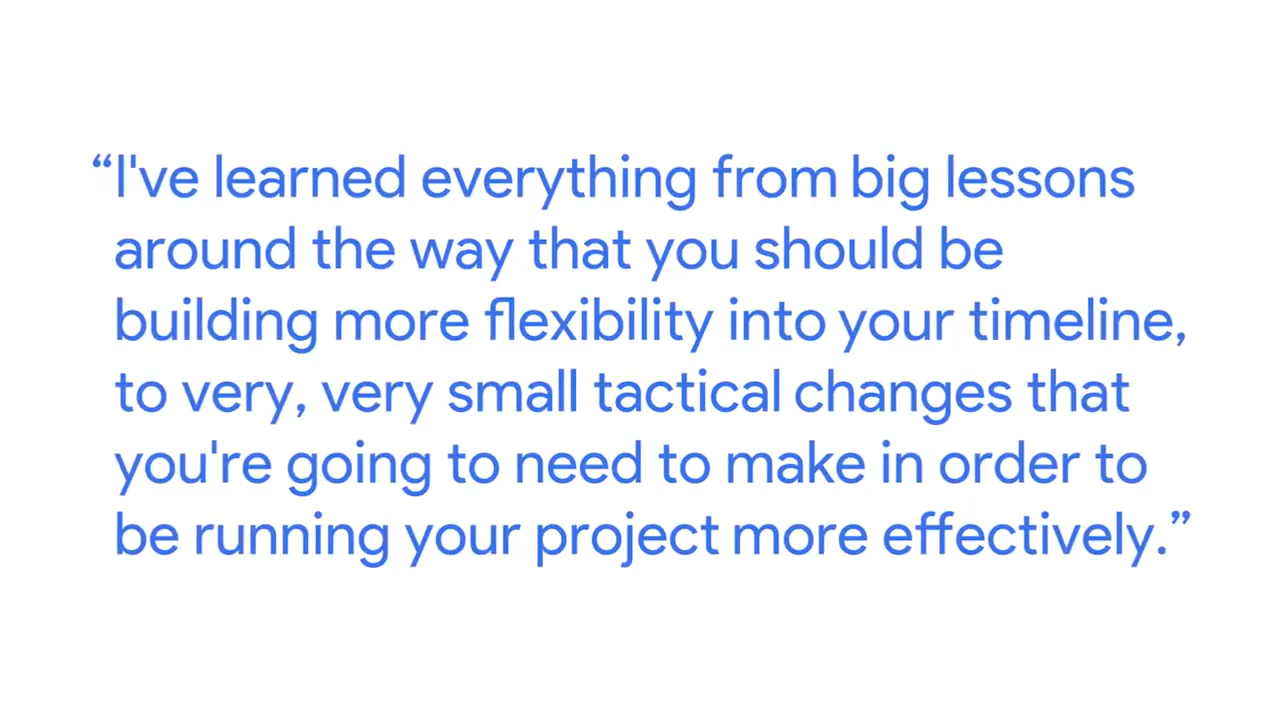 “I've learned everything from big lessons
around the way that you should be
building more flexibility into your timeline,
to very, very small tactical changes that
you're going to need to make in order to
be running your project more effectively.”